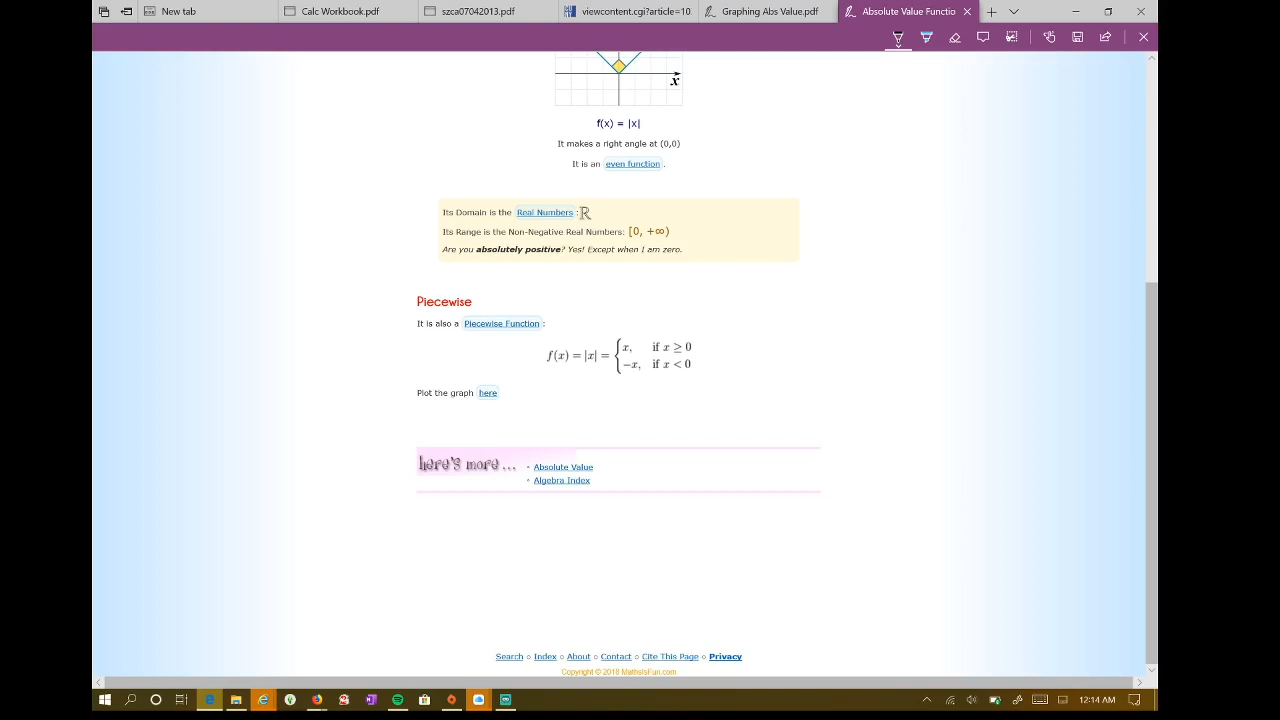 New tab
Calc Workbook.pdf
szca07042013.pdf
viewcontent.cgi?article=10
Graphing Abs Value.pdf
Absolute Value Functio
x
f(x) = |x|
It makes a right angle at (0,0)
It is an even function.
Its Domain is the Real Numbers: ℝ
Its Range is the Non-Negative Real Numbers: [0, +∞)
Are you absolutely positive? Yes! Except when I am zero.
Piecewise
It is also a Piecewise Function:
f(x) = |x| = { x, if x ≥ 0
−x, if x < 0
Plot the graph here
here's more ...
◦ Absolute Value
◦ Algebra Index
Search ○ Index ○ About ○ Contact ○ Cite This Page ○ Privacy
Copyright © 2018 MathsIsFun.com
12:14 AM